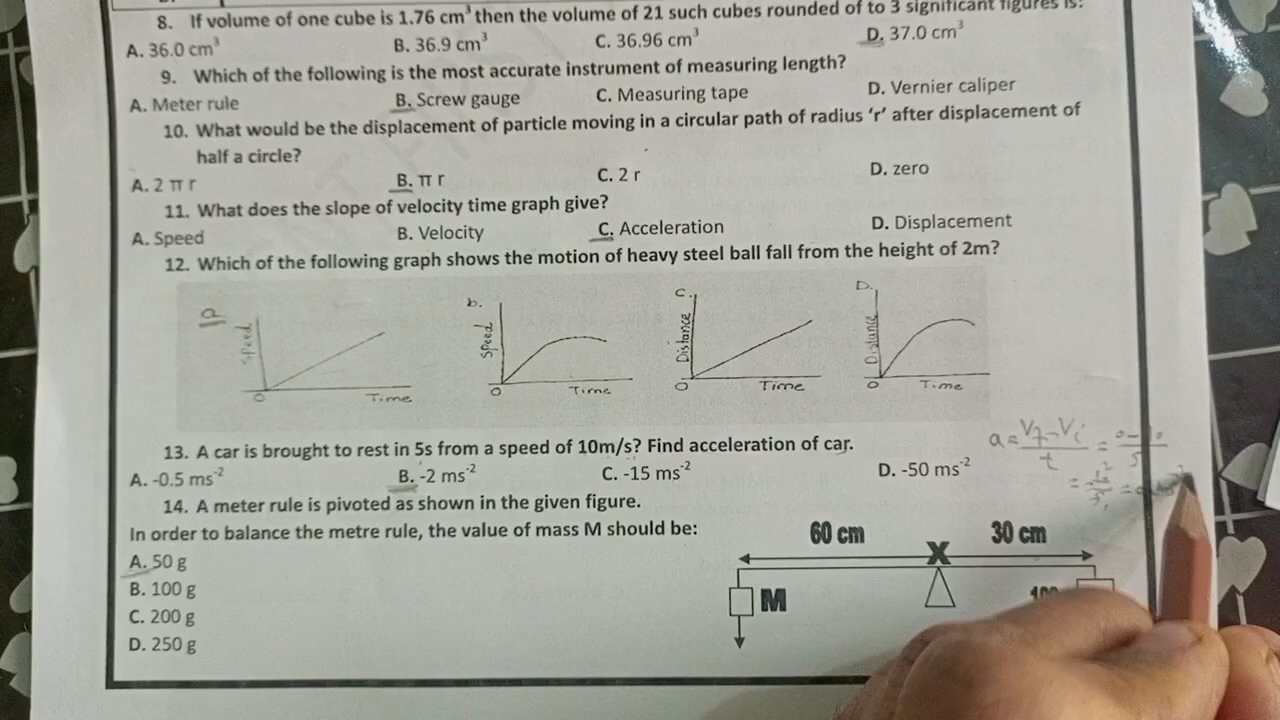 8. If volume of one cube is 1.76 cm³ then the volume of 21 such cubes rounded of to 3 significant figures is:
A. 36.0 cm³ B. 36.9 cm³ C. 36.96 cm³ D. 37.0 cm³
9. Which of the following is the most accurate instrument of measuring length?
A. Meter rule B. Screw gauge C. Measuring tape D. Vernier caliper
10. What would be the displacement of particle moving in a circular path of radius ‘r’ after displacement of
half a circle?
A. 2 π r B. π r C. 2 r D. zero
11. What does the slope of velocity time graph give?
A. Speed B. Velocity C. Acceleration D. Displacement
12. Which of the following graph shows the motion of heavy steel ball fall from the height of 2m?
a. b. C. D.
Speed Speed Distance Distance
O Time O Time O Time O Time
13. A car is brought to rest in 5s from a speed of 10m/s? Find acceleration of car.
a = Vf - Vi / t = 0 - 10 / 5
A. -0.5 ms⁻² B. -2 ms⁻² C. -15 ms⁻² D. -50 ms⁻²
14. A meter rule is pivoted as shown in the given figure.
In order to balance the metre rule, the value of mass M should be:
60 cm X 30 cm
A. 50 g
B. 100 g
M
C. 200 g
D. 250 g